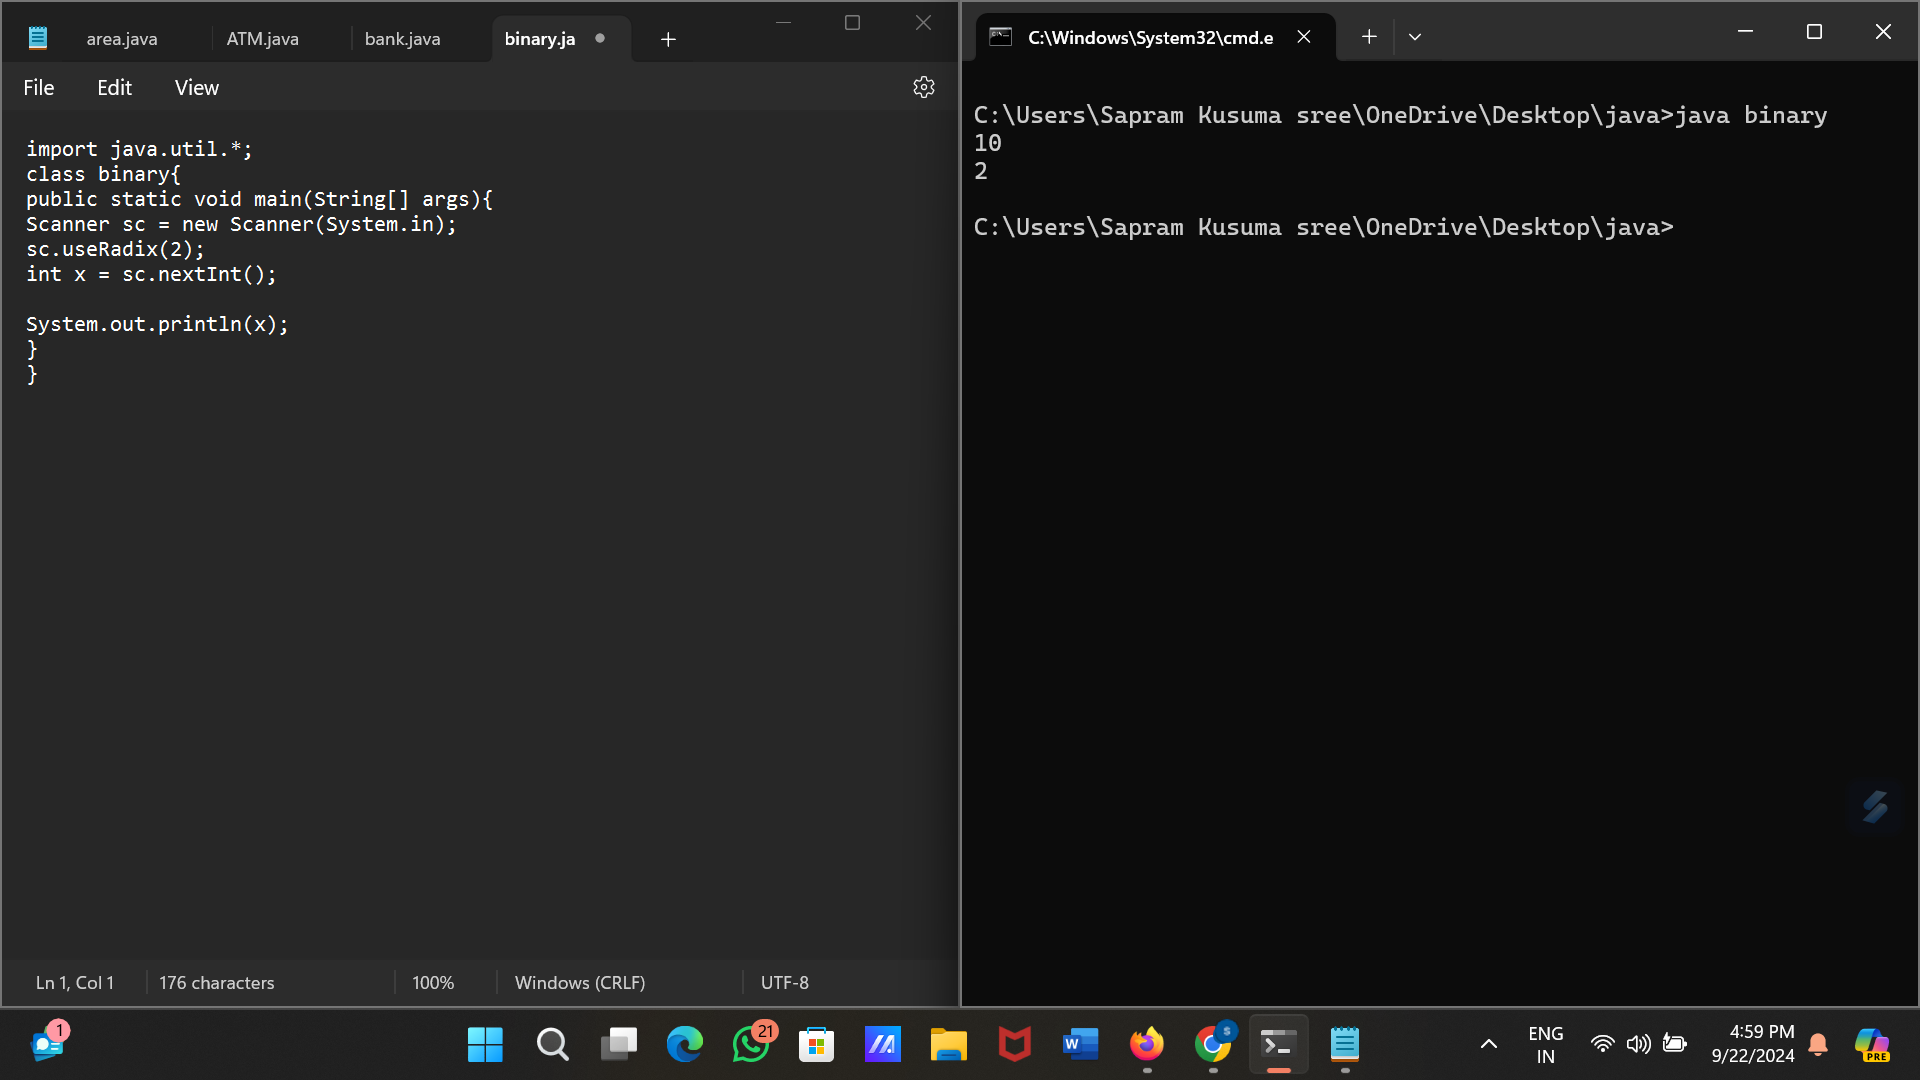 area.java
ATM.java
bank.java
binary.ja
File
Edit
View
import java.util.*;
class binary{
public static void main(String[] args){
Scanner sc = new Scanner(System.in);
sc.useRadix(2);
int x = sc.nextInt();
System.out.println(x);
}
}
Ln 1, Col 1
176 characters
100%
Windows (CRLF)
UTF-8
C:\Windows\System32\cmd.e
C:\Users\Sapram Kusuma sree\OneDrive\Desktop\java>java binary
10
2
C:\Users\Sapram Kusuma sree\OneDrive\Desktop\java>
1
21
W
S
ENG
IN
4:59 PM
9/22/2024
PRE